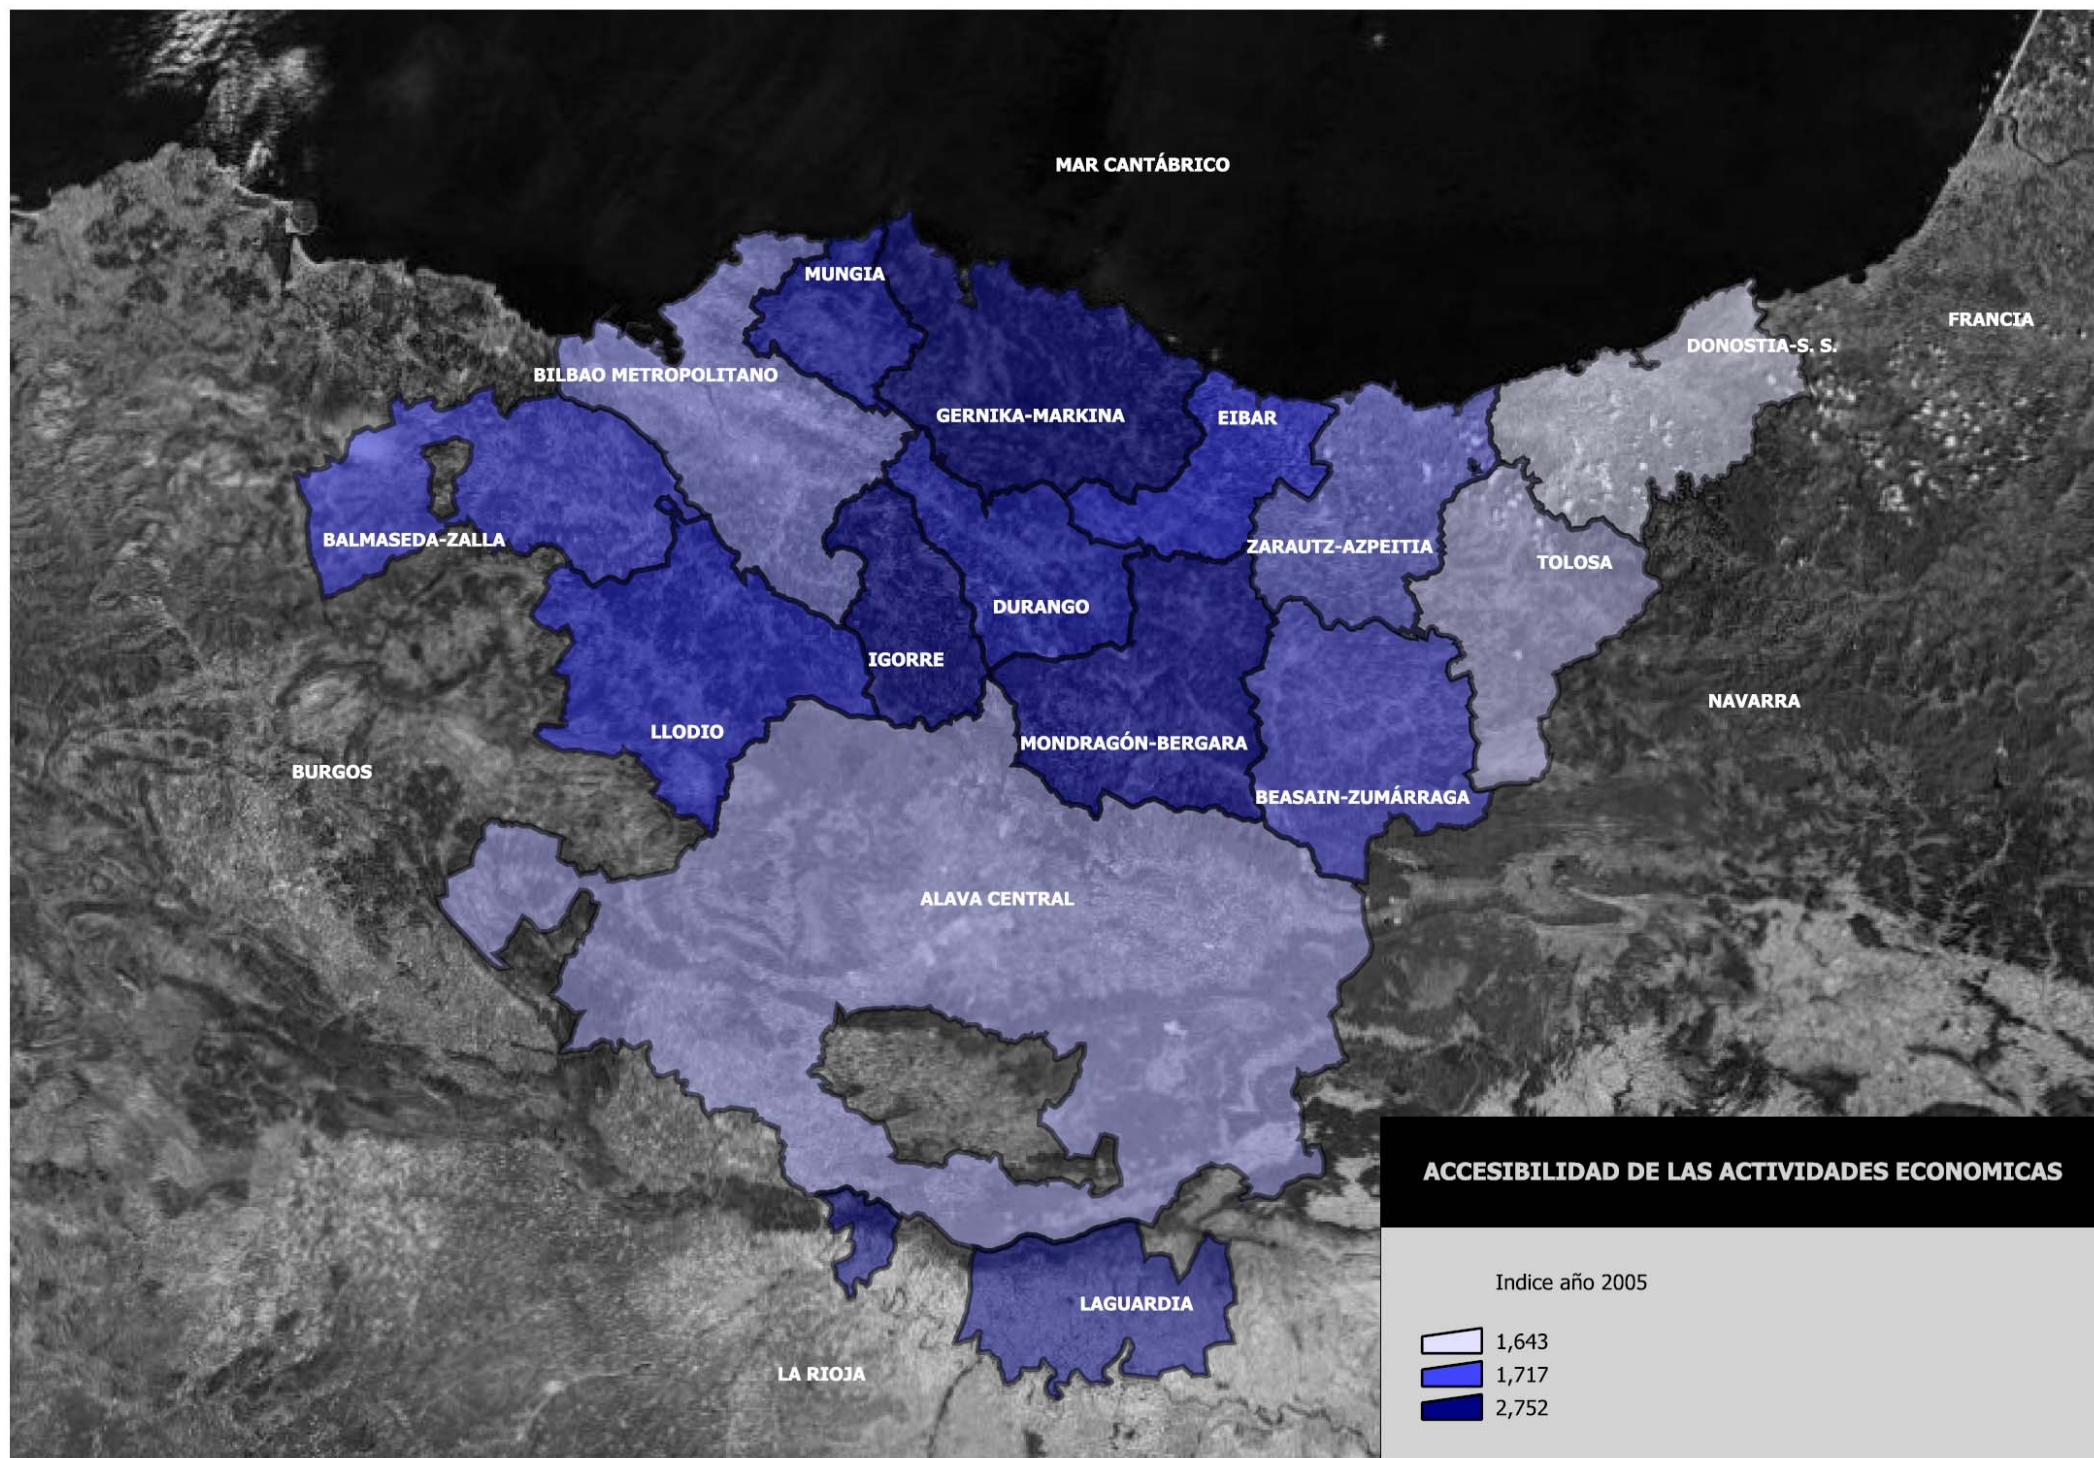 MAR CANTÁBRICO
MUNGIA
FRANCIA
DONOSTIA-S. S.
BILBAO METROPOLITANO
GERNIKA-MARKINA
EIBAR
BALMASEDA-ZALLA
ZARAUTZ-AZPEITIA
TOLOSA
DURANGO
IGORRE
NAVARRA
LLODIO
MONDRAGÓN-BERGARA
BURGOS
BEASAIN-ZUMÁRRAGA
ALAVA CENTRAL
LAGUARDIA
LA RIOJA
ACCESIBILIDAD DE LAS ACTIVIDADES ECONOMICAS
Indice año 2005
1,643
1,717
2,752